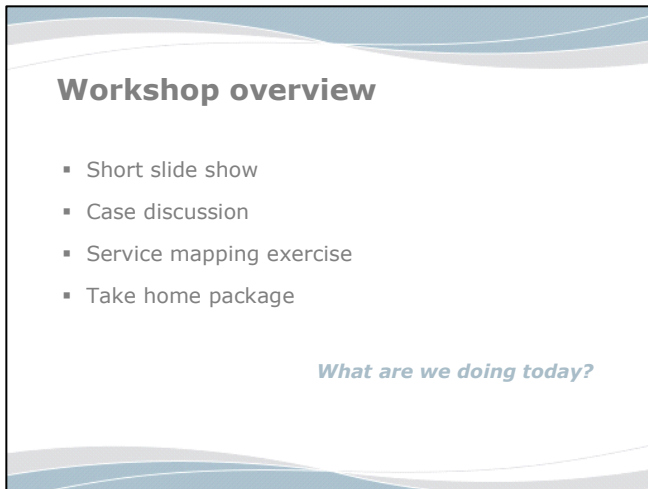 Workshop overview
▪ Short slide show
▪ Case discussion
▪ Service mapping exercise
▪ Take home package
What are we doing today?